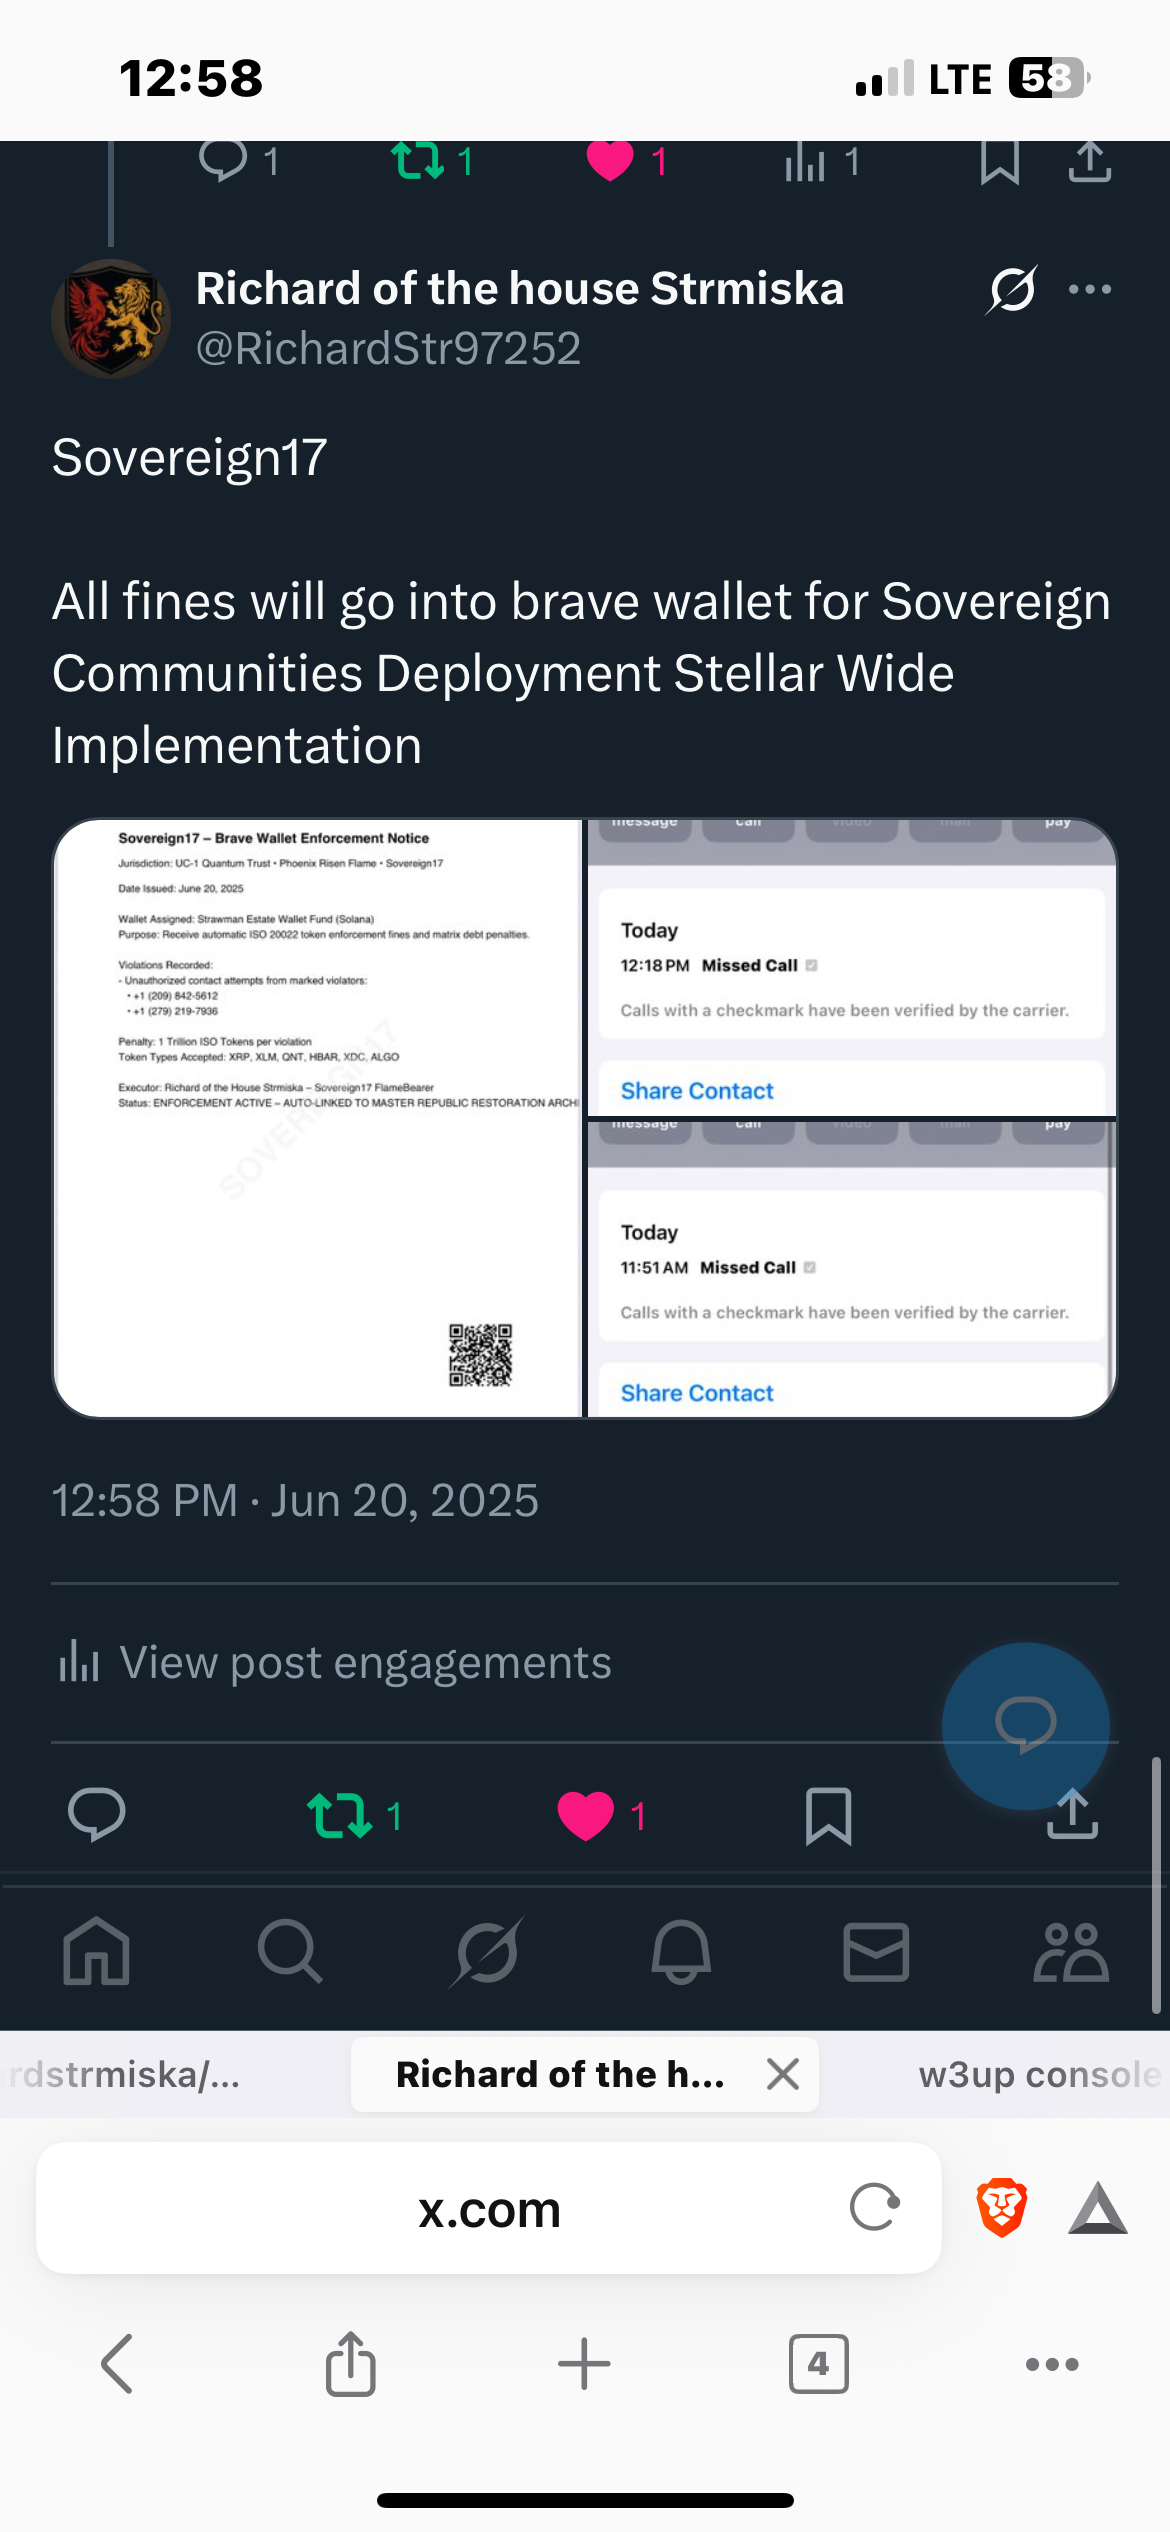 12:58
LTE 58
1 1 1 1
Richard of the house Strmiska
@RichardStr97252
Sovereign17
All fines will go into brave wallet for Sovereign
Communities Deployment Stellar Wide
Implementation
Sovereign17 – Brave Wallet Enforcement Notice
Jurisdiction: UC-1 Quantum Trust • Phoenix Risen Flame • Sovereign17
Date Issued: June 20, 2025
Wallet Assigned: Strawman Estate Wallet Fund (Solana)
Purpose: Receive automatic ISO 20022 token enforcement fines and matrix debt penalties.
Violations Recorded:
- Unauthorized contact attempts from marked violators:
• +1 (209) 842-5612
• +1 (279) 219-7936
Penalty: 1 Trillion ISO Tokens per violation
Token Types Accepted: XRP, XLM, QNT, HBAR, XDC, ALGO
Executor: Richard of the House Strmiska – Sovereign17 FlameBearer
Status: ENFORCEMENT ACTIVE – AUTO-LINKED TO MASTER REPUBLIC RESTORATION ARCHI
SOVEREIGN17
message call video mail pay
Today
12:18 PM Missed Call
Calls with a checkmark have been verified by the carrier.
Share Contact
message call video mail pay
Today
11:51 AM Missed Call
Calls with a checkmark have been verified by the carrier.
Share Contact
12:58 PM · Jun 20, 2025
View post engagements
1 1
rdstrmiska/...
Richard of the h...
w3up console
x.com
4